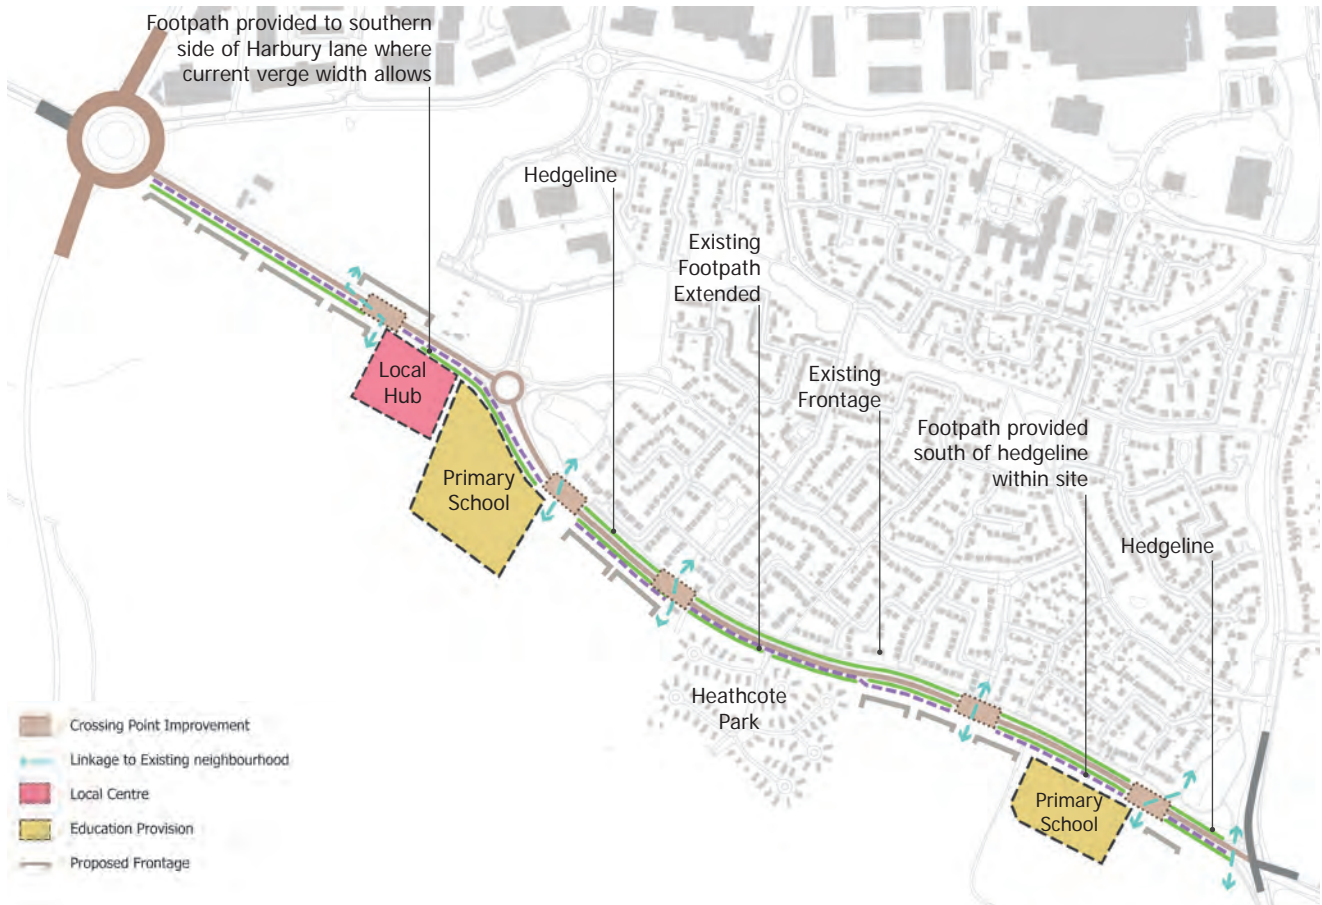 Footpath provided to southern
side of Harbury lane where
current verge width allows
Hedgeline
Existing
Footpath
Extended
Existing
Frontage
Footpath provided
south of hedgeline
within site
Hedgeline
Local
Hub
Primary
School
Heathcote
Park
Primary
School
Crossing Point Improvement
Linkage to Existing neighbourhood
Local Centre
Education Provision
Proposed Frontage